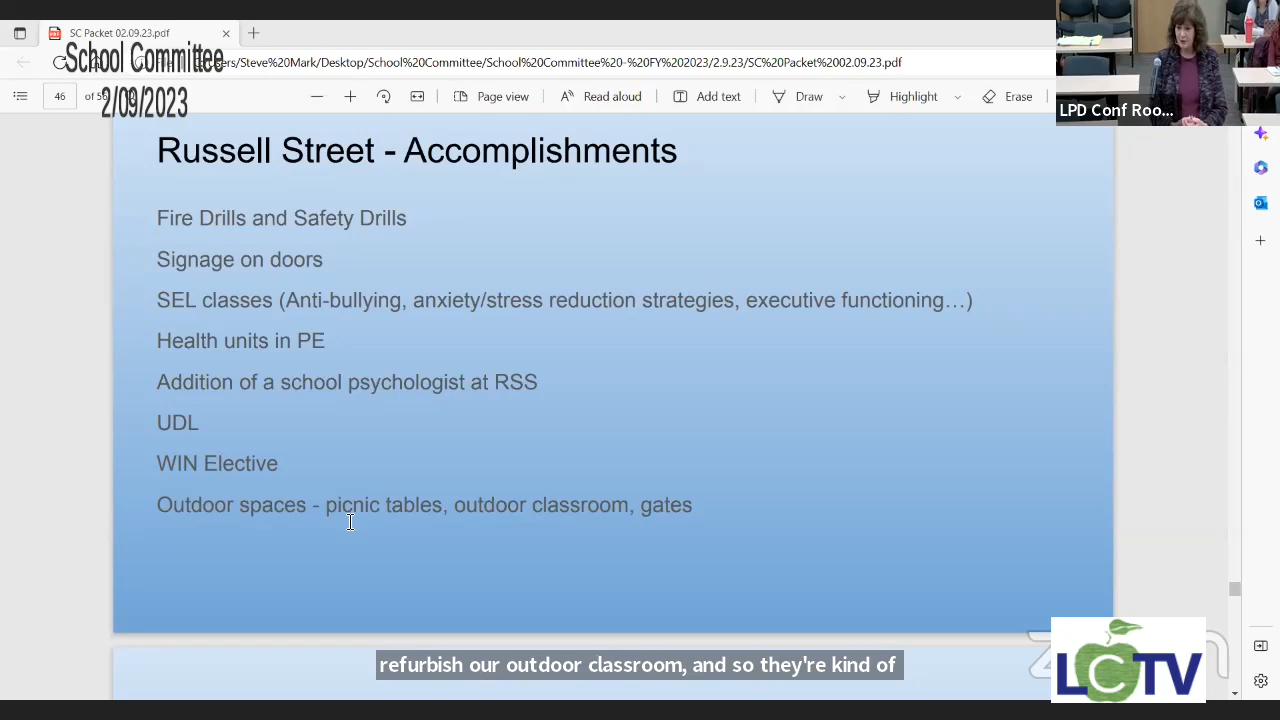 SC Packet 02.09.23.pdf
School Committee
2/09/2023
ers/Steve%20Mark/Desktop/School%20Committee/School%20Committee%20-%20FY%202023/2.9.23/SC%20Packet%2002.09.23.pdf
46
Page view
Read aloud
Add text
Draw
Highlight
Erase
LPD Conf Roo...
Russell Street - Accomplishments
Fire Drills and Safety Drills
Signage on doors
SEL classes (Anti-bullying, anxiety/stress reduction strategies, executive functioning…)
Health units in PE
Addition of a school psychologist at RSS
UDL
WIN Elective
Outdoor spaces - picnic tables, outdoor classroom, gates
refurbish our outdoor classroom, and so they're kind of
LCTV